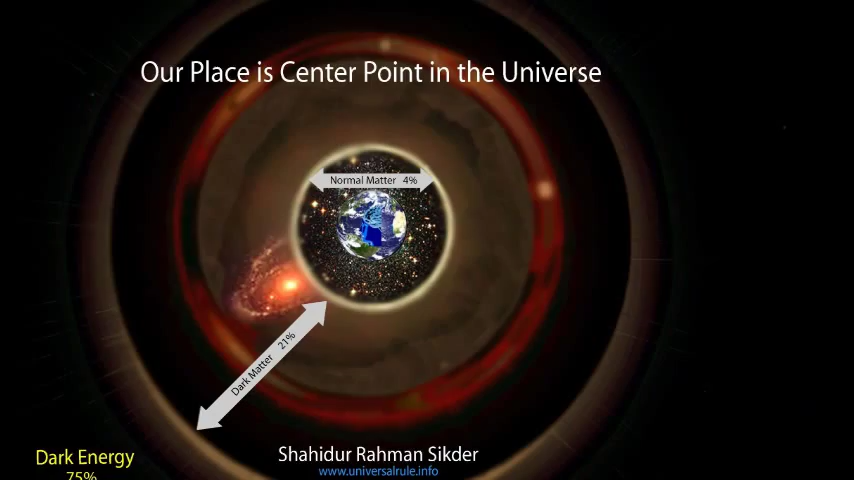 Our Place is Center Point in the Universe
Normal Matter 4%
Dark Matter 21%
Dark Energy
75%
Shahidur Rahman Sikder
www.universalrule.info